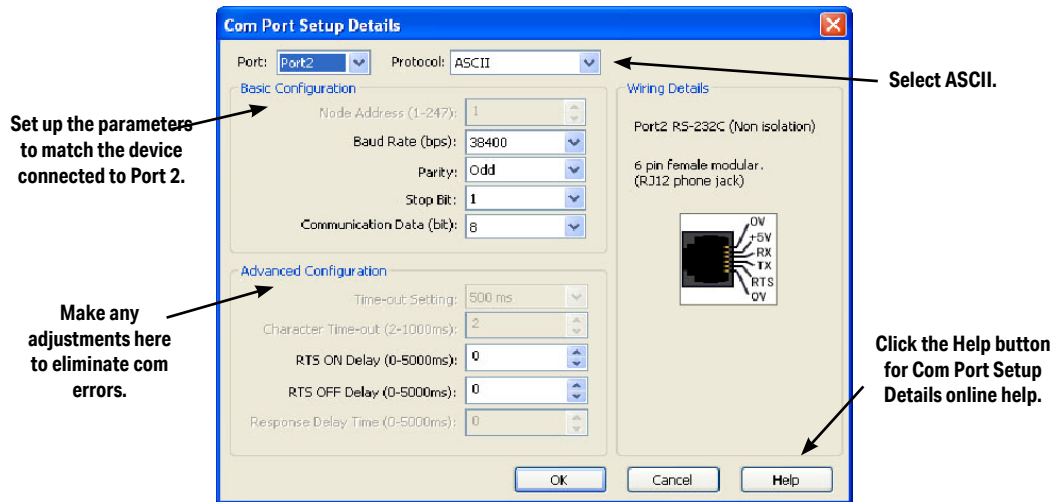 Com Port Setup Details
Port: Port2 Protocol: ASCII
Select ASCII.
Basic Configuration
Node Address (1-247): 1
Baud Rate (bps): 38400
Parity: Odd
Stop Bit: 1
Communication Data (bit): 8
Set up the parameters
to match the device
connected to Port 2.
Wiring Details
Port2 RS-232C (Non isolation)
6 pin female modular.
(RJ12 phone jack)
0V
+5V
RX
TX
RTS
0V
Advanced Configuration
Time-out Setting: 500 ms
Character Time-out (2-1000ms): 2
RTS ON Delay (0-5000ms): 0
RTS OFF Delay (0-5000ms): 0
Response Delay Time (0-5000ms): 0
Make any
adjustments here
to eliminate com
errors.
Click the Help button
for Com Port Setup
Details online help.
OK Cancel Help